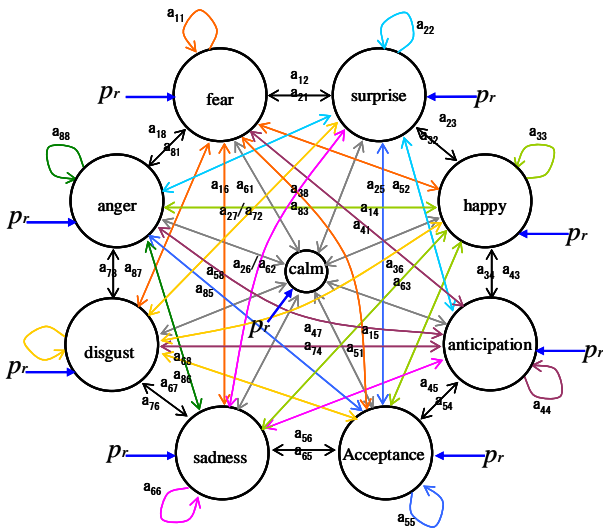 a11
a22
a12
a21
pr
fear
surprise
pr
a23
a32
a33
a88
a18
a81
a16
a61
a38
a25
a52
a27/a72
a83
a14
a41
anger
happy
pr
pr
a78
a87
a58
a26/a62
calm
a36
a63
a34
a43
a85
pr
disgust
a68
a47
a15
a74
a51
anticipation
pr
pr
a67
a86
a76
a45
a54
a44
a56
a65
pr
sadness
Acceptance
pr
a66
a55